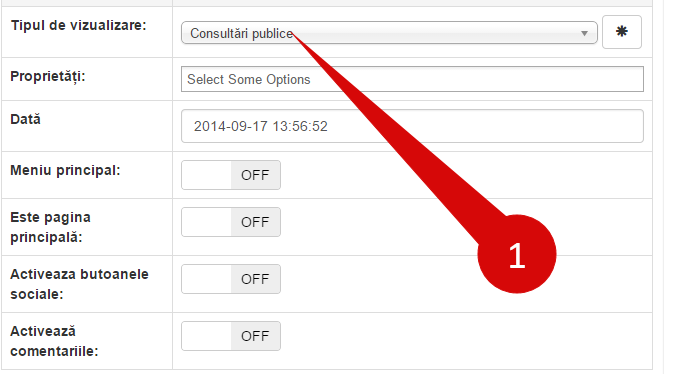 Tipul de vizualizare:
Consultări publice
✱
Proprietăți:
Select Some Options
Dată
2014-09-17 13:56:52
Meniu principal:
OFF
Este pagina
principală:
OFF
Activeaza butoanele
sociale:
OFF
Activează
comentariile:
OFF
1